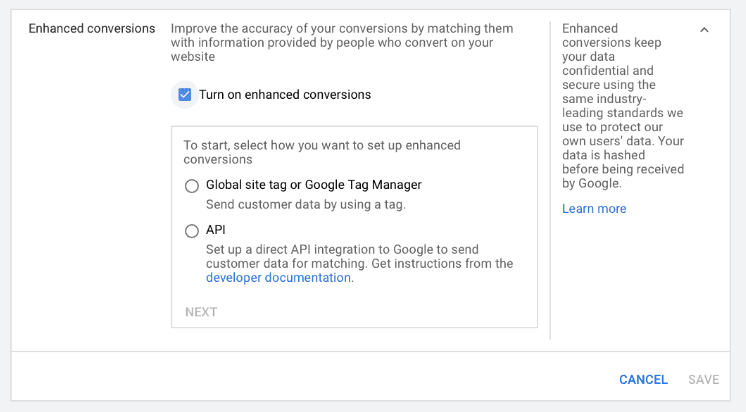 Enhanced conversions
Improve the accuracy of your conversions by matching them
with information provided by people who convert on your
website
Turn on enhanced conversions
To start, select how you want to set up enhanced
conversions
Global site tag or Google Tag Manager
Send customer data by using a tag.
API
Set up a direct API integration to Google to send
customer data for matching. Get instructions from the
developer documentation.
NEXT
Enhanced
conversions keep
your data
confidential and
secure using the
same industry-
leading standards we
use to protect our
own users' data. Your
data is hashed
before being received
by Google.
Learn more
CANCEL
SAVE